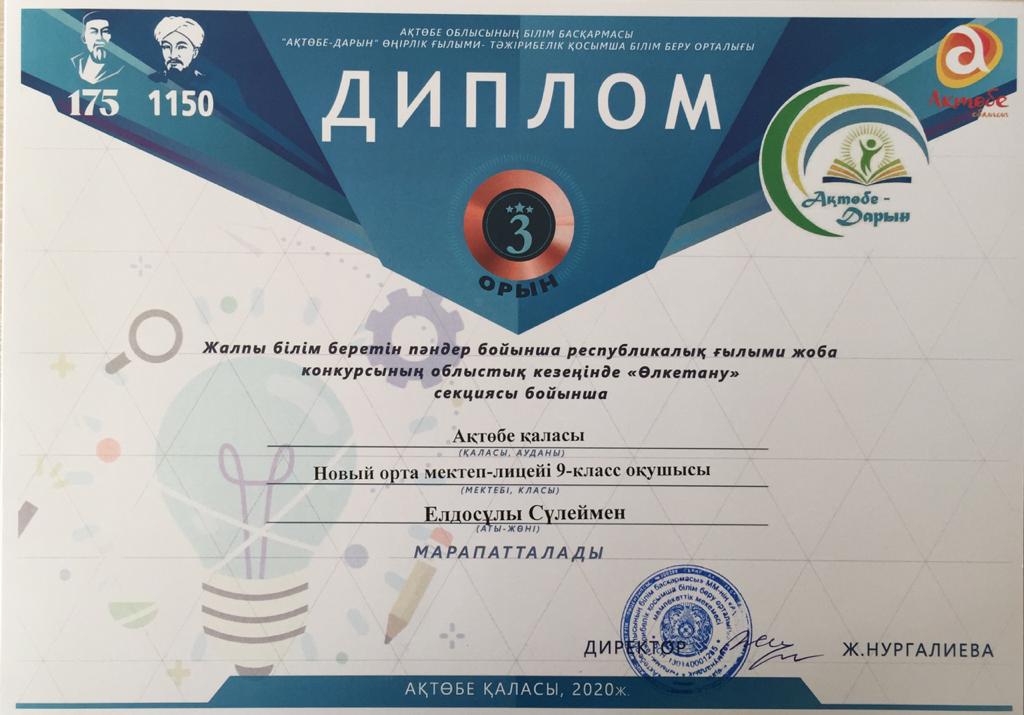 АҚТӨБЕ ОБЛЫСЫНЫҢ БІЛІМ БАСҚАРМАСЫ
"АҚТӨБЕ-ДАРЫН" ӨҢІРЛІК ҒЫЛЫМИ- ТӘЖІРИБЕЛІК ҚОСЫМША БІЛІМ БЕРУ ОРТАЛЫҒЫ
175 1150
ДИПЛОМ
Ақтөбе
облысы
Ақтөбе -
Дарын
3
ОРЫН
Жалпы білім беретін пәндер бойынша республикалық ғылыми жоба
конкурсының облыстық кезеңінде «Өлкетану»
секциясы бойынша
Ақтөбе қаласы
(ҚАЛАСЫ, АУДАНЫ)
Новый орта мектеп-лицейі 9-класс оқушысы
(МЕКТЕБІ, КЛАСЫ)
Елдосұлы Сүлеймен
(АТЫ-ЖӨНІ)
МАРАПАТТАЛАДЫ
ДИРЕКТОР Ж.НУРГАЛИЕВА
АҚТӨБЕ ҚАЛАСЫ, 2020ж.